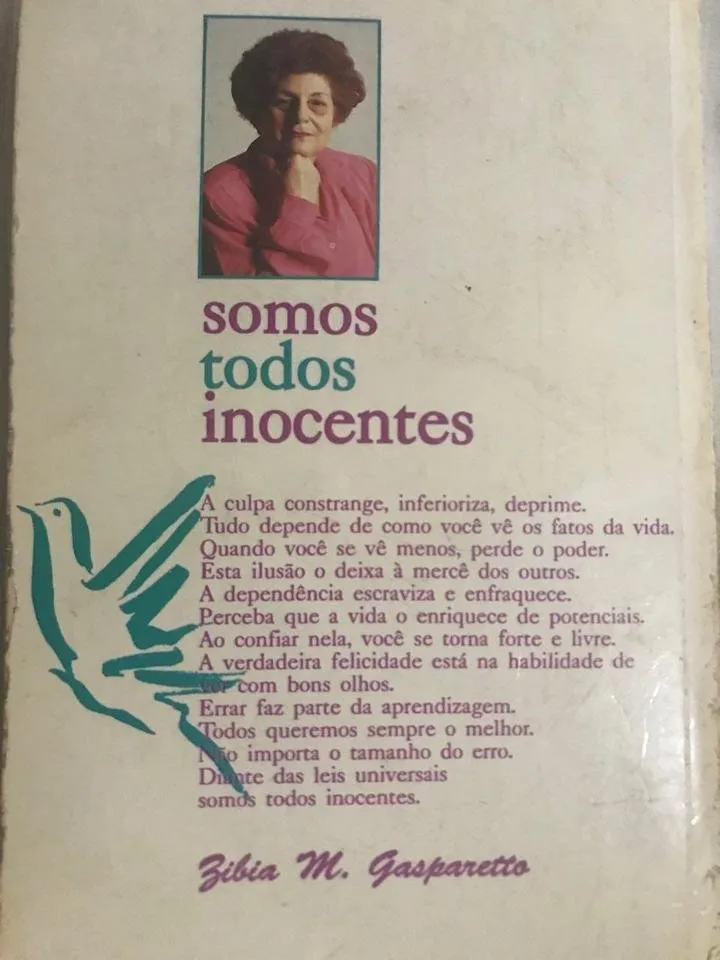 somos
todos
inocentes
A culpa constrange, inferioriza, deprime.
Tudo depende de como você vê os fatos da vida.
Quando você se vê menos, perde o poder.
Esta ilusão o deixa à mercê dos outros.
A dependência escraviza e enfraquece.
Perceba que a vida o enriquece de potenciais.
Ao confiar nela, você se torna forte e livre.
A verdadeira felicidade está na habilidade de
ver com bons olhos.
Errar faz parte da aprendizagem.
Todos queremos sempre o melhor.
Não importa o tamanho do erro.
Diante das leis universais
somos todos inocentes.
Zibia M. Gasparetto